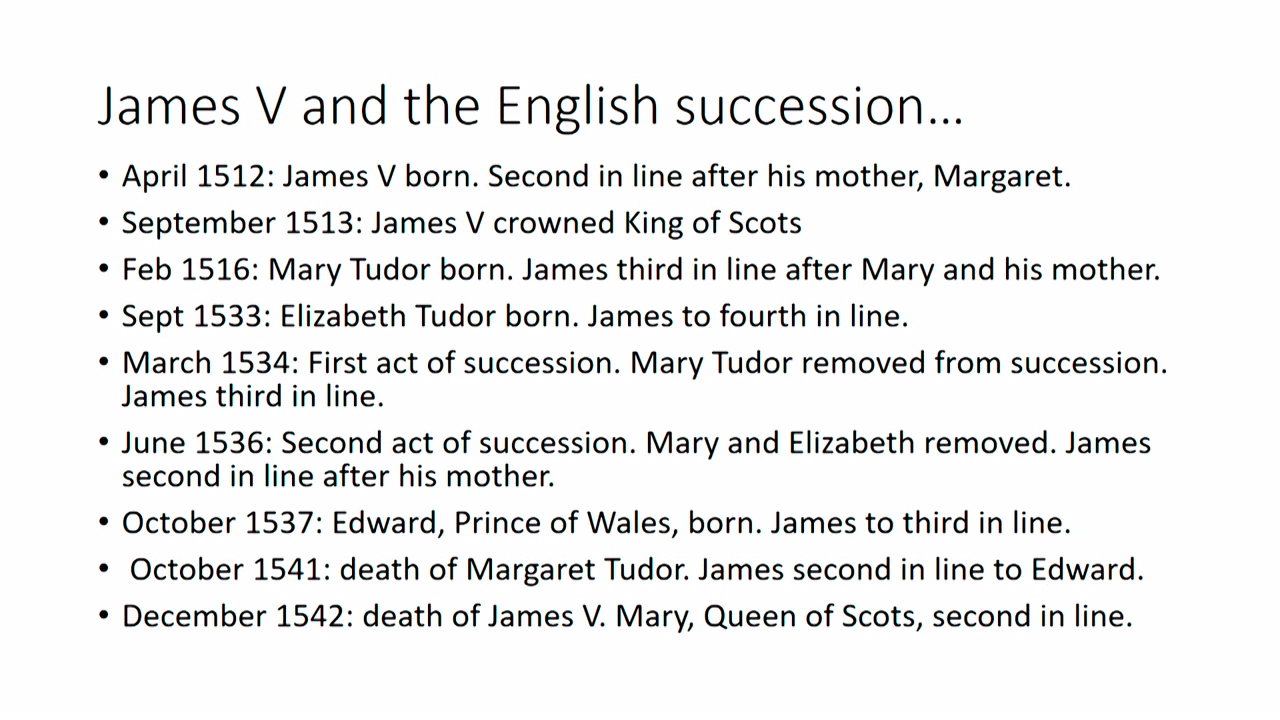 James V and the English succession...
• April 1512: James V born. Second in line after his mother, Margaret.
• September 1513: James V crowned King of Scots
• Feb 1516: Mary Tudor born. James third in line after Mary and his mother.
• Sept 1533: Elizabeth Tudor born. James to fourth in line.
• March 1534: First act of succession. Mary Tudor removed from succession.
James third in line.
• June 1536: Second act of succession. Mary and Elizabeth removed. James
second in line after his mother.
• October 1537: Edward, Prince of Wales, born. James to third in line.
• October 1541: death of Margaret Tudor. James second in line to Edward.
• December 1542: death of James V. Mary, Queen of Scots, second in line.